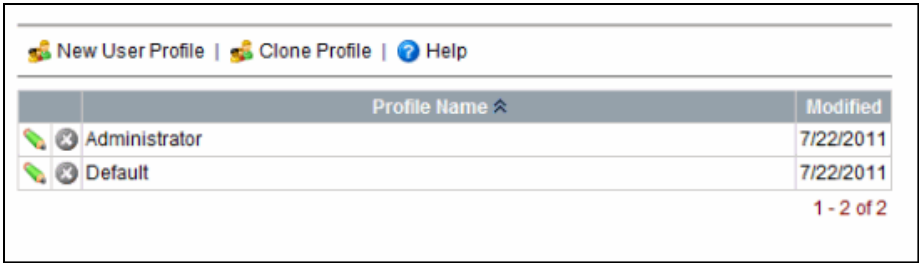 New User Profile | Clone Profile | Help
Profile Name Modified
Administrator 7/22/2011
Default 7/22/2011
1 - 2 of 2